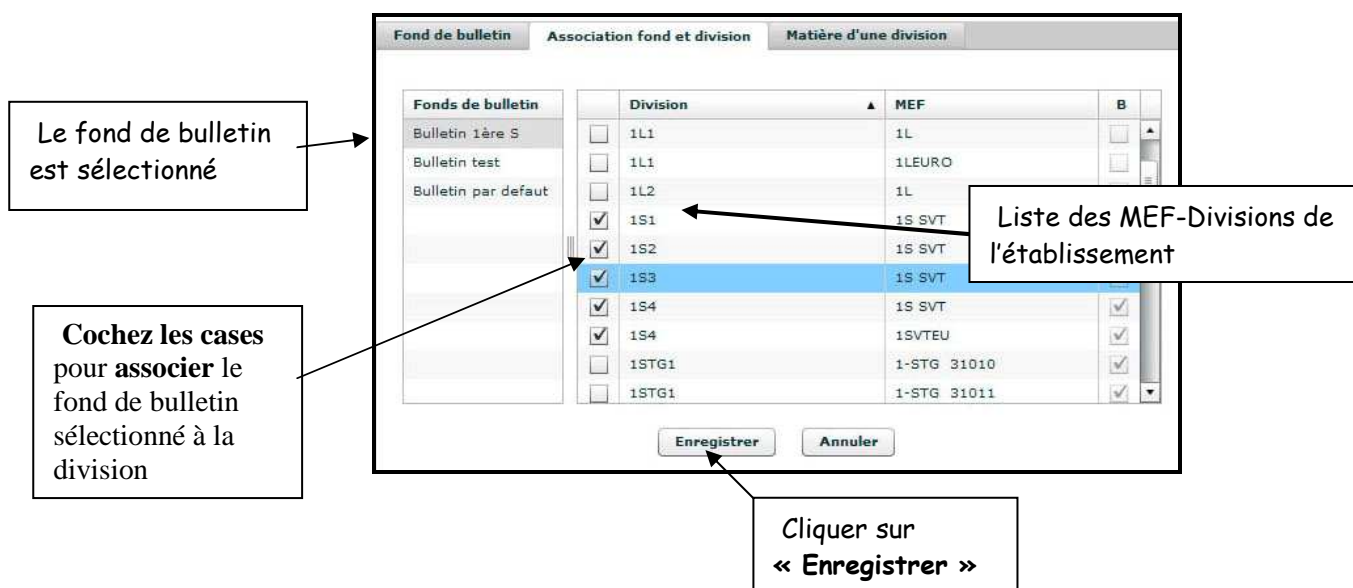 Fond de bulletin Association fond et division Matière d'une division
Le fond de bulletin
est sélectionné
Fonds de bulletin Division ▲ MEF B
Bulletin 1ère S 1L1 1L
Bulletin test 1L1 1LEURO
Bulletin par defaut 1L2 1L
1S1 1S SVT
1S2 1S SVT
1S3 1S SVT
1S4 1S SVT
1S4 1SVTEU
1STG1 1-STG 31010
1STG1 1-STG 31011
Liste des MEF-Divisions de
l'établissement
Cochez les cases
pour associer le
fond de bulletin
sélectionné à la
division
Enregistrer Annuler
Cliquer sur
« Enregistrer »